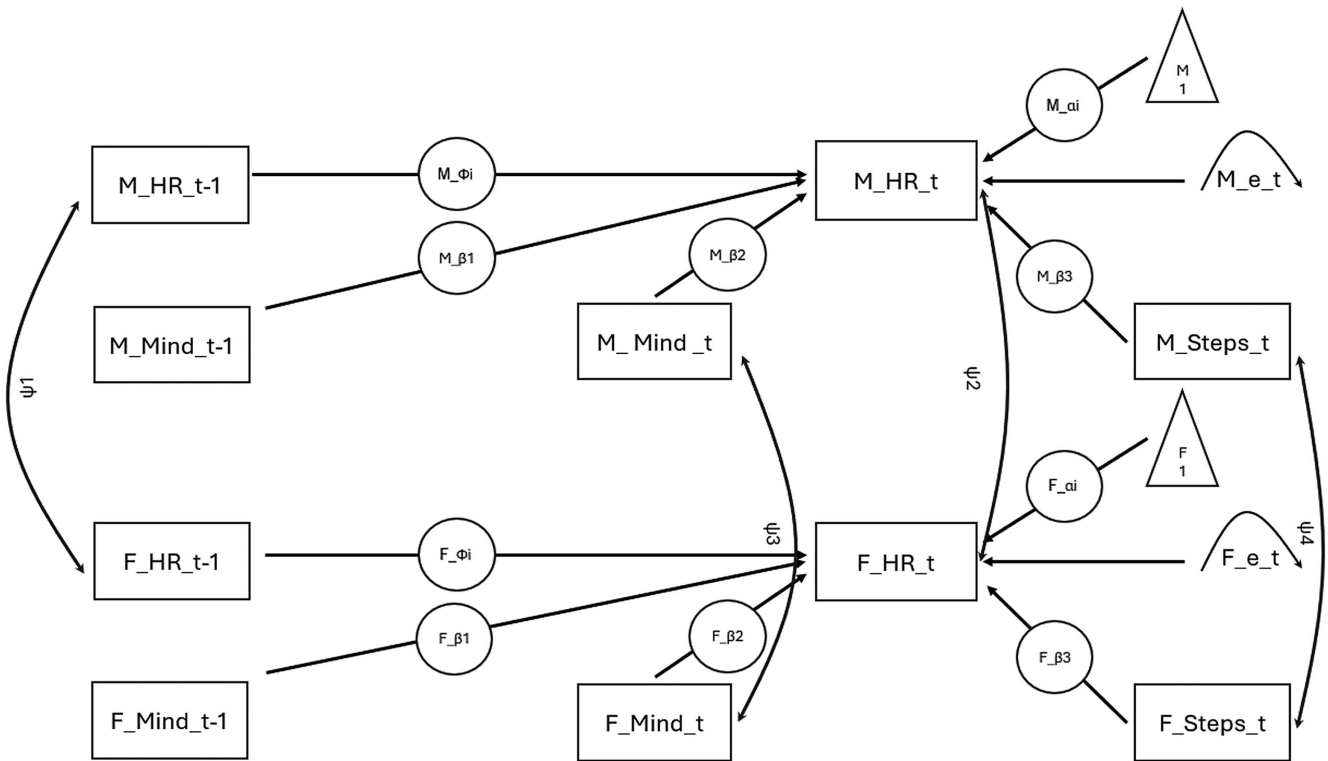 M
1
M_αi
M_HR_t-1
M_Φi
M_HR_t
M_e_t
M_β1
M_β2
M_β3
M_Mind_t-1
M_ Mind _t
M_Steps_t
ψ1
ψ2
F
1
F_αi
ψ3
ψ4
F_HR_t-1
F_Φi
F_HR_t
F_e_t
F_β1
F_β2
F_β3
F_Mind_t-1
F_Mind_t
F_Steps_t